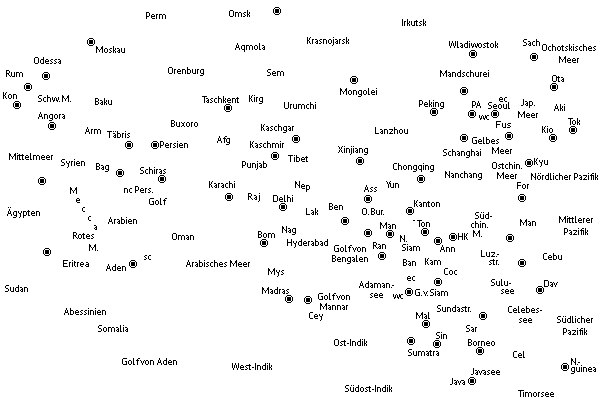 Perm
Omsk
Irkutsk
Krasnojarsk
Wladiwostok
Sach
Ochotskisches
Meer
Moskau
Aqmola
Odessa
Orenburg
Sem
Mandschurei
Rum
Mongolei
Ota
Kon
Schw.M.
Baku
Taschkent
Kirg
Urumchi
Peking
PA
ec
Seoul
wc
Jap.
Meer
Aki
Angora
Arm
Täbris
Buxoro
Kaschgar
Lanzhou
Fus
Kio
Tok
Persien
Afg
Kaschmir
Gelbes
Meer
Mittelmeer
Syrien
Punjab
Tibet
Xinjiang
Schanghai
Ostchin.
Meer
Kyu
Bag
Schiras
Chongqing
Nanchang
Nördlicher Pazifik
nc Pers.
Golf
Karachi
Raj
Nep
Yun
Delhi
Ass
For
M
e
c
c
a
Ägypten
Arabien
Lak
Ben
O.Bur.
Kanton
Süd-
chin.
M.
Man
Mittlerer
Pazifik
Rotes
M.
Oman
Bom
Nag
Hyderabad
Man
Ton
HK
Golfvon
Bengalen
Ran
N.
Siam
Ann
Luz.-
str.
Cebu
Eritrea
Aden
sc
Arabisches Meer
Mys
Ban
Kam
Coc
ec
Sudan
Madras
Adaman.-
see
wc
G.v.Siam
Sulu-
see
Dav
Abessinien
Golfvon
Mannar
Cey
Mal
Sundastr.
Celebes-
see
Südlicher
Pazifik
Somalia
Sar
Ost-Indik
Sin
Sumatra
Borneo
Cel
Golfvon Aden
West-Indik
N.-
guinea
Javasee
Java
Südost-Indik
Timorsee